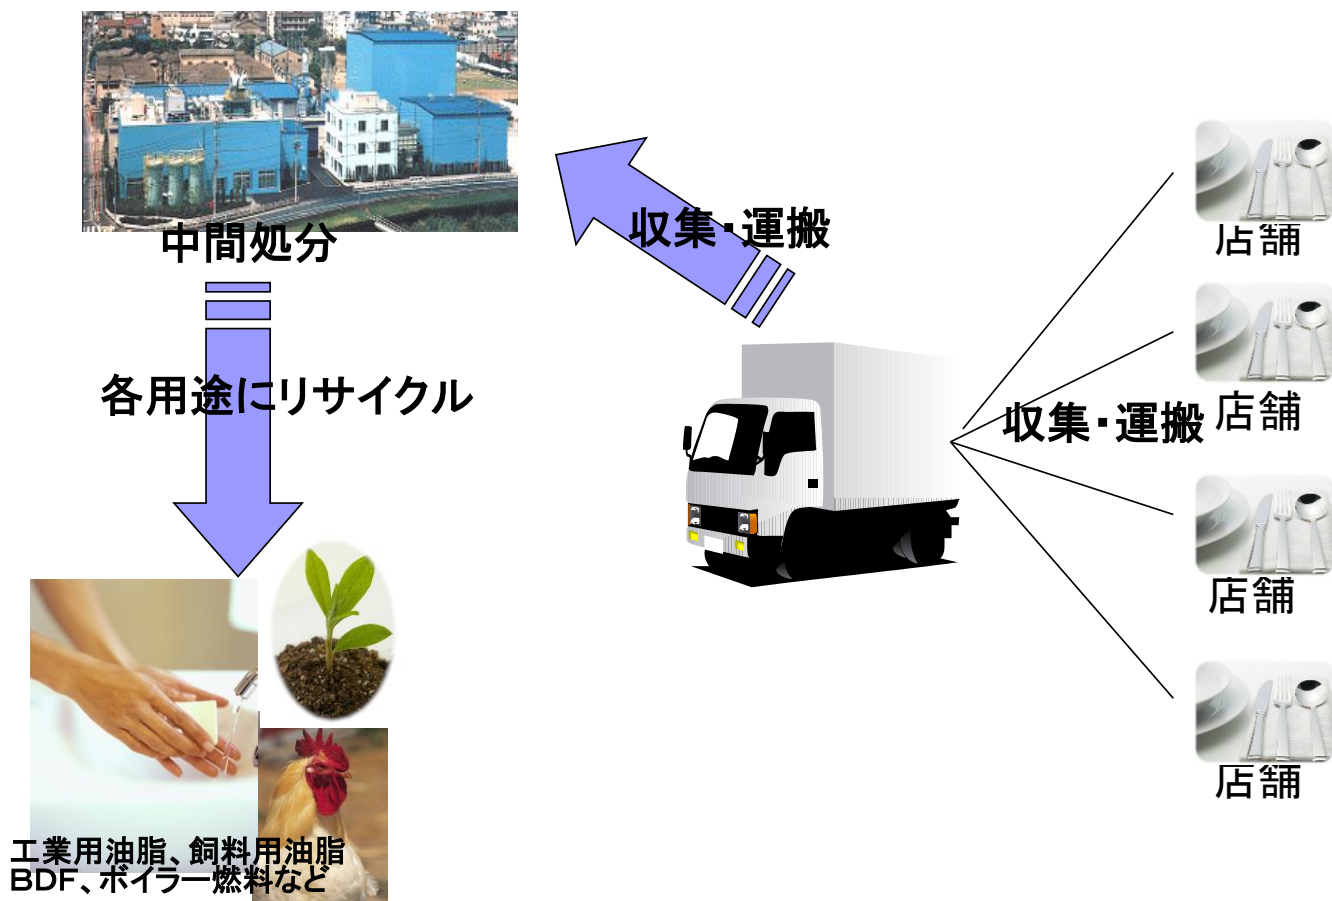 中間処分
収集・運搬
店舗
各用途にリサイクル
収集・運搬
店舗
店舗
店舗
工業用油脂、飼料用油脂
ＢＤＦ、ボイラー燃料など